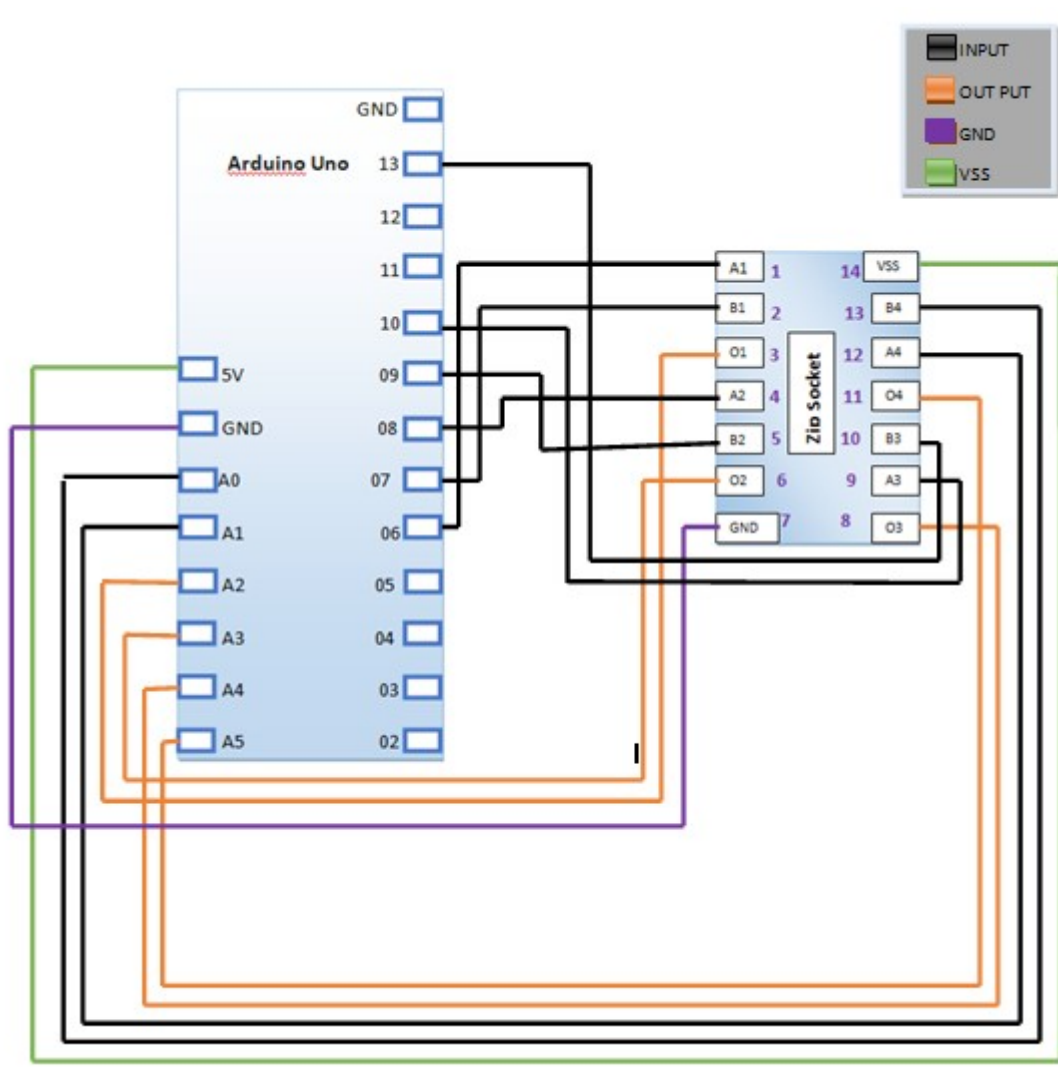 INPUT
OUT PUT
GND
VSS
Arduino Uno
GND
13
12
11
10
09
08
07
06
05
04
03
02
5V
GND
A0
A1
A2
A3
A4
A5
Zip Socket
A1 1
B1 2
O1 3
A2 4
B2 5
O2 6
GND 7
14 VSS
13 B4
12 A4
11 O4
10 B3
9 A3
8 O3